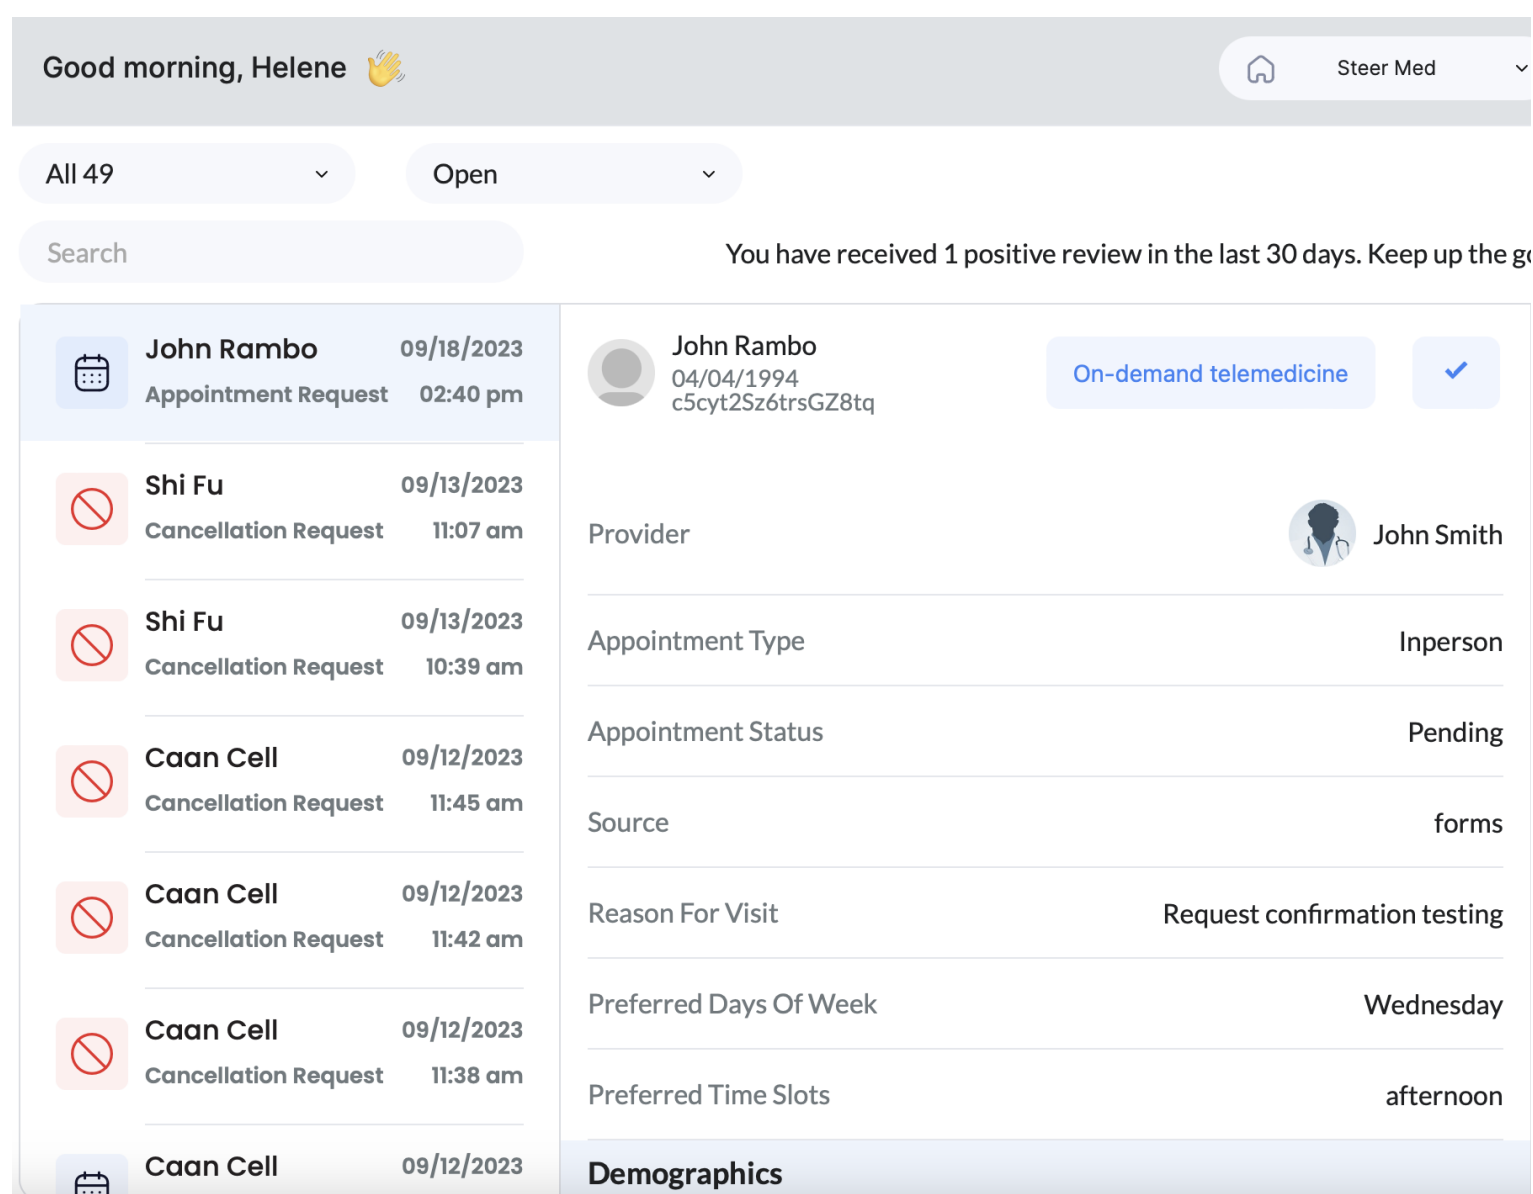 Good morning, Helene 👋
Steer Med
All 49
Open
Search
You have received 1 positive review in the last 30 days. Keep up the
John Rambo 09/18/2023
Appointment Request 02:40 pm
Shi Fu 09/13/2023
Cancellation Request 11:07 am
Shi Fu 09/13/2023
Cancellation Request 10:39 am
Caan Cell 09/12/2023
Cancellation Request 11:45 am
Caan Cell 09/12/2023
Cancellation Request 11:42 am
Caan Cell 09/12/2023
Cancellation Request 11:38 am
Caan Cell 09/12/2023
John Rambo
04/04/1994
c5cyt2Sz6trsGZ8tq
On-demand telemedicine
Provider John Smith
Appointment Type Inperson
Appointment Status Pending
Source forms
Reason For Visit Request confirmation testing
Preferred Days Of Week Wednesday
Preferred Time Slots afternoon
Demographics